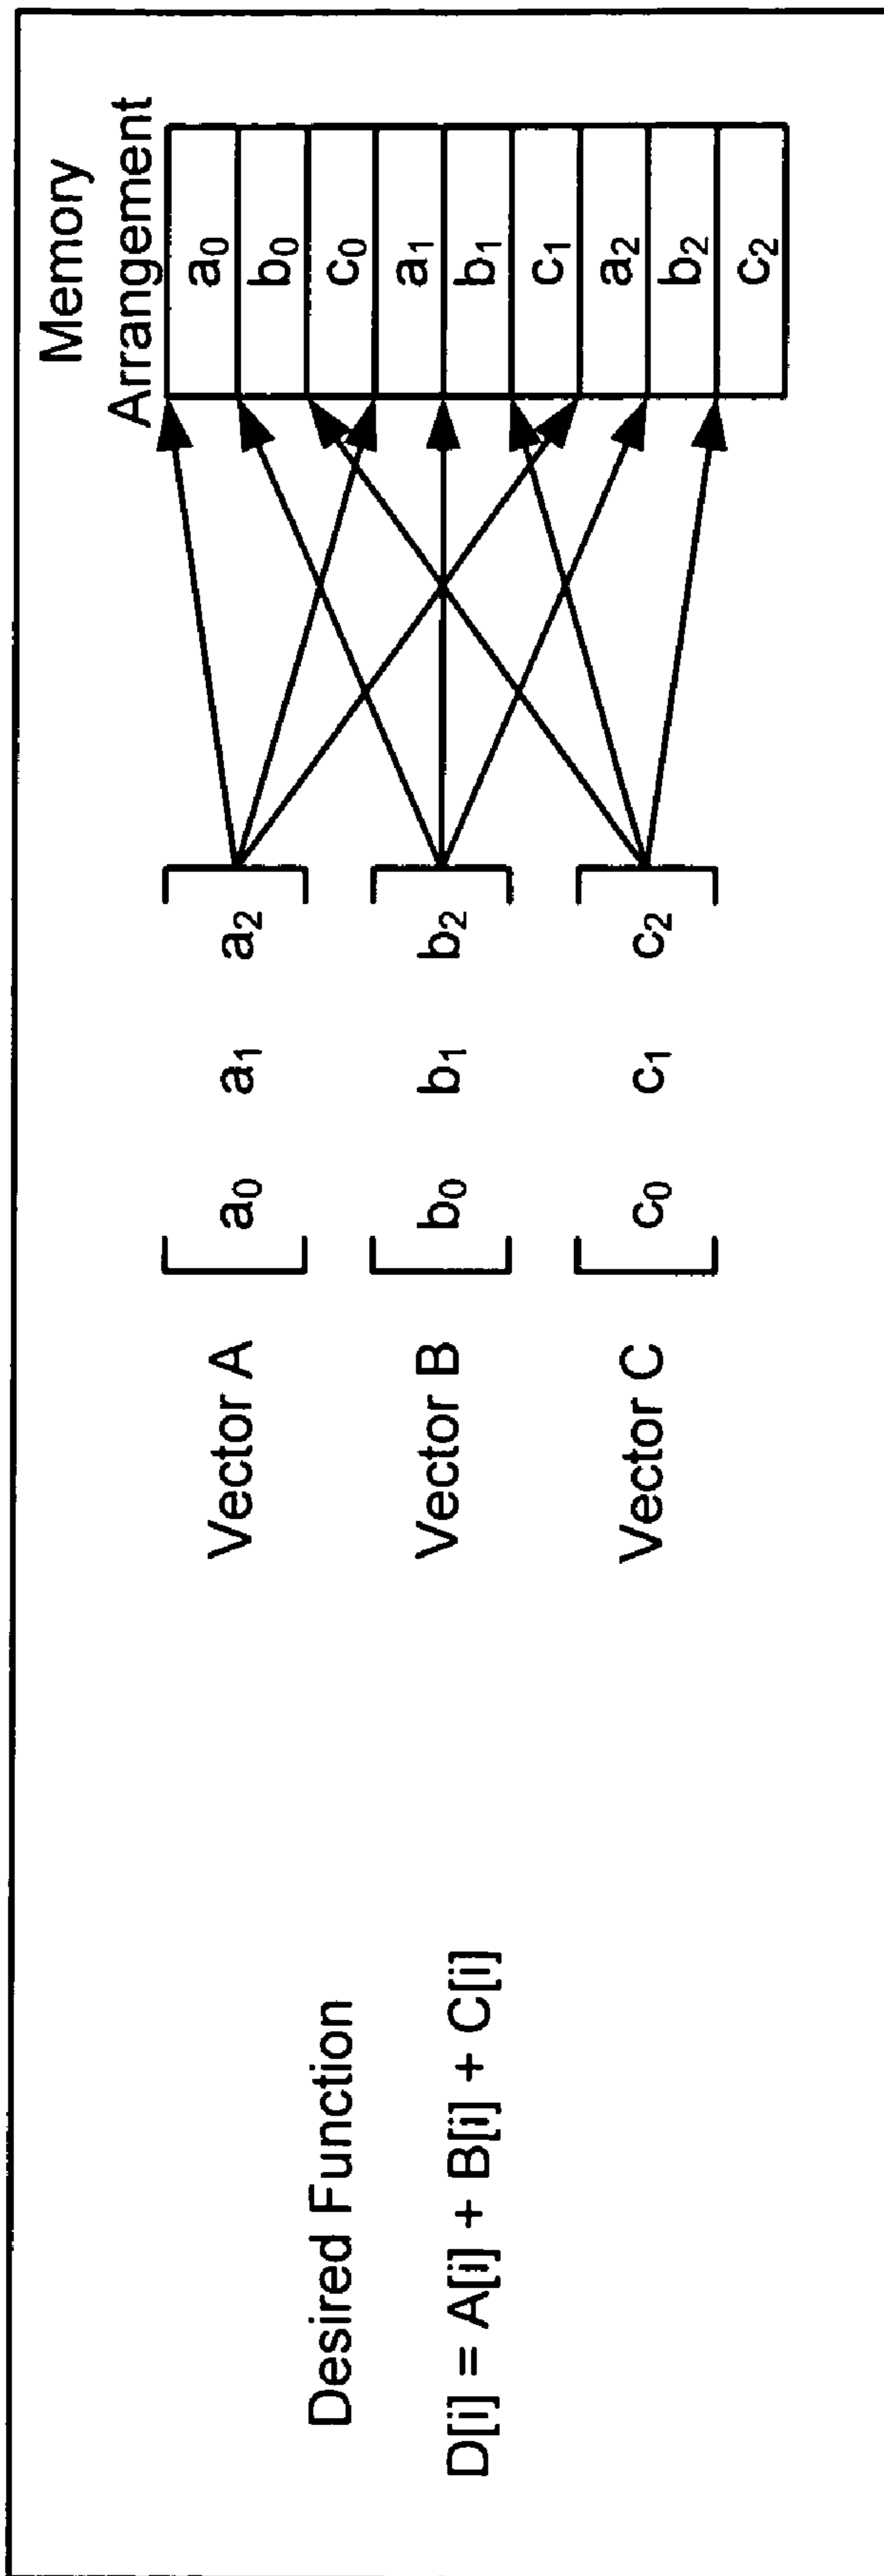 Desired Function
D[i] = A[i] + B[i] + C[i]
Vector A [ a₀ a₁ a₂ ]
Vector B [ b₀ b₁ b₂ ]
Vector C [ c₀ c₁ c₂ ]
Memory
Arrangement
a₀
b₀
c₀
a₁
b₁
c₁
a₂
b₂
c₂